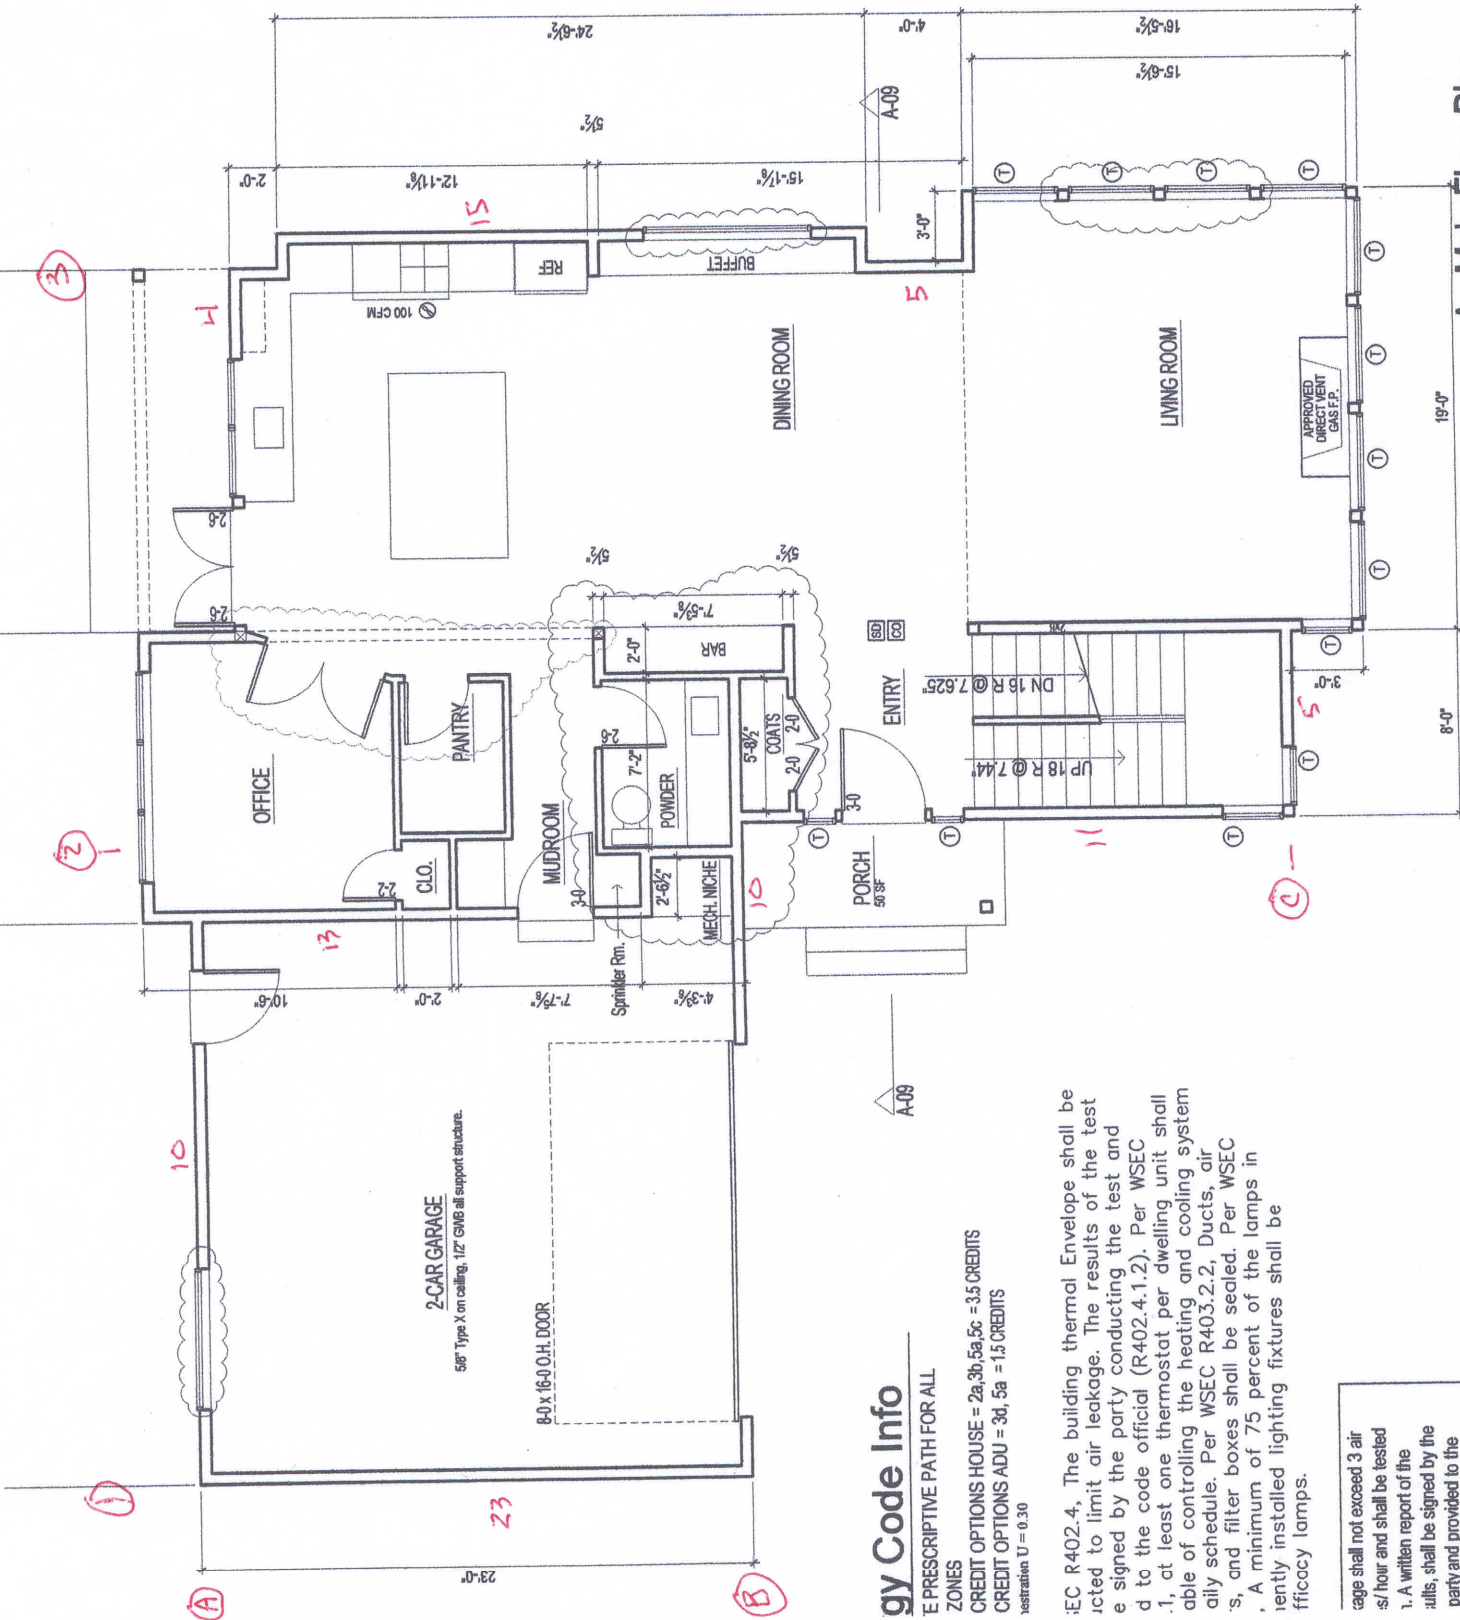 OFFICE
PANTRY
CLO.
MUDROOM
POWDER
MECH. NICHE
Sprinkler Rm.
COATS
BAR
ENTRY
PORCH
50 SF
DINING ROOM
LIVING ROOM
BUFFET
REF
100 CFM
APPROVED
DIRECT VENT
GAS F.P.
2-CAR GARAGE
5/8" Type X on ceiling, 1/2" GWB all support structure.
8-0 x 16-0 O.H. DOOR
UP 18 R @ 7.44"
DN 16 R @ 7.625"
SD
CO
A-09
A-09
24'-6½"
4'-0"
16'-5½"
15'-6½"
5½"
2'-0"
12'-11⅛"
15'-1⅞"
3'-0"
19'-0"
8'-0"
3'-0"
23'-0"
10'-6"
2'-0"
7'-7⅝"
4'-3⅜"
2'-6½"
7'-2"
5'-8½"
2'-0"
7'-5⅜"
5½"
5½"
2-6
2-6
2-6
2-2
3-0
3-0
2-0
2-0
T
T
T
T
T
T
T
T
T
T
T
T
T
1
2
3
A
B
C
4
15
5
5
11
10
13
10
23
gy Code Info
E PRESCRIPTIVE PATH FOR ALL
ZONES
CREDIT OPTIONS HOUSE = 2a,3b,5a,5c = 3.5 CREDITS
CREDIT OPTIONS ADU = 3d, 5a = 1.5 CREDITS
nestration U = 0.30
SEC R402.4, The building thermal Envelope shall be
ucted to limit air leakage. The results of the test
e signed by the party conducting the test and
d to the code official (R402.4.1.2). Per WSEC
.1, at least one thermostat per dwelling unit shall
able of controlling the heating and cooling system
aily schedule. Per WSEC R403.2.2, Ducts, air
's, and filter boxes shall be sealed. Per WSEC
, A minimum of 75 percent of the lamps in
nently installed lighting fixtures shall be
fficacy lamps.
kage shall not exceed 3 air
s/ hour and shall be tested
1. A written report of the
ults, shall be signed by the
party and provided to the